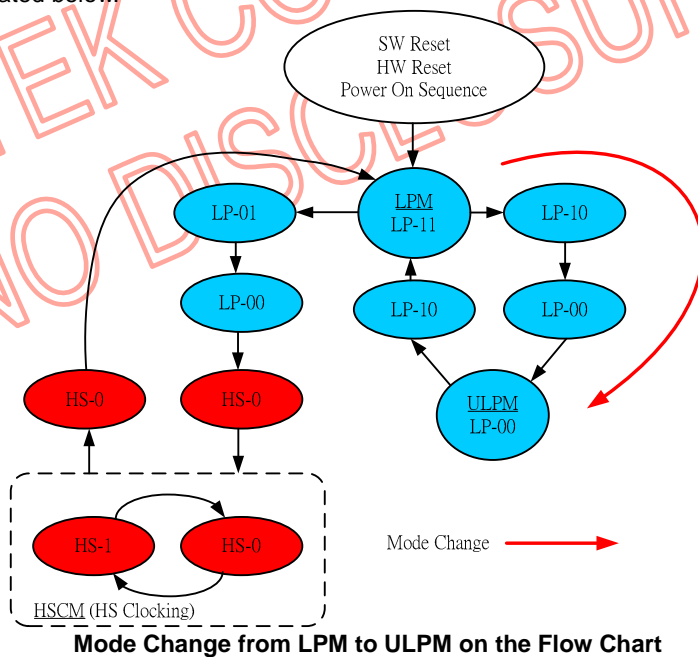 SW Reset
HW Reset
Power On Sequence
LPM
LP-11
LP-01
LP-10
LP-00
LP-10
LP-00
HS-0
HS-0
ULPM
LP-00
HS-1
HS-0
Mode Change
HSCM (HS Clocking)
Mode Change from LPM to ULPM on the Flow Chart